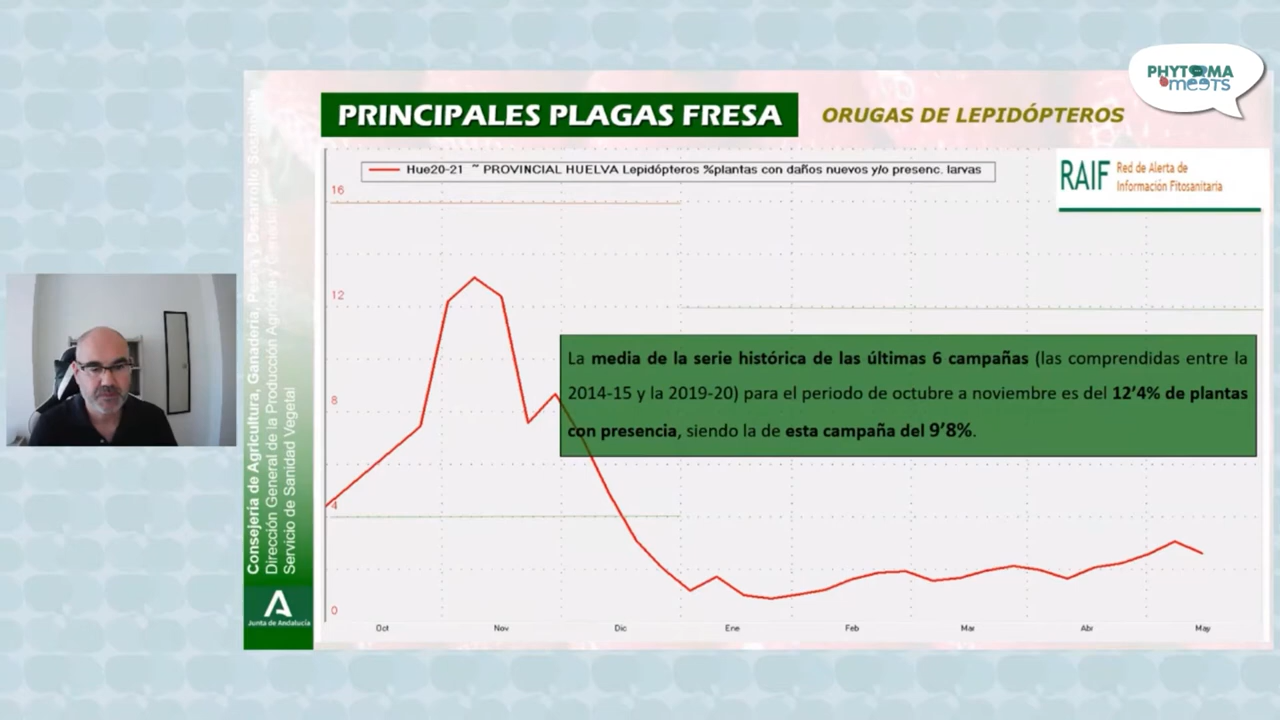 PHYTOMA
meets
PRINCIPALES PLAGAS FRESA
ORUGAS DE LEPIDÓPTEROS
Hue20-21 ~ PROVINCIAL HUELVA Lepidópteros %plantas con daños nuevos y/o presenc. larvas
RAIF Red de Alerta de
Información Fitosanitaria
16
12
8
4
0
La media de la serie histórica de las últimas 6 campañas (las comprendidas entre la
2014-15 y la 2019-20) para el periodo de octubre a noviembre es del 12'4% de plantas
con presencia, siendo la de esta campaña del 9'8%.
Oct Nov Dic Ene Feb Mar Abr May
Consejería de Agricultura, Ganadería, Pesca y Desarrollo Sostenible
Dirección General de la Producción Agrícola y Ganadera
Servicio de Sanidad Vegetal
Junta de Andalucía